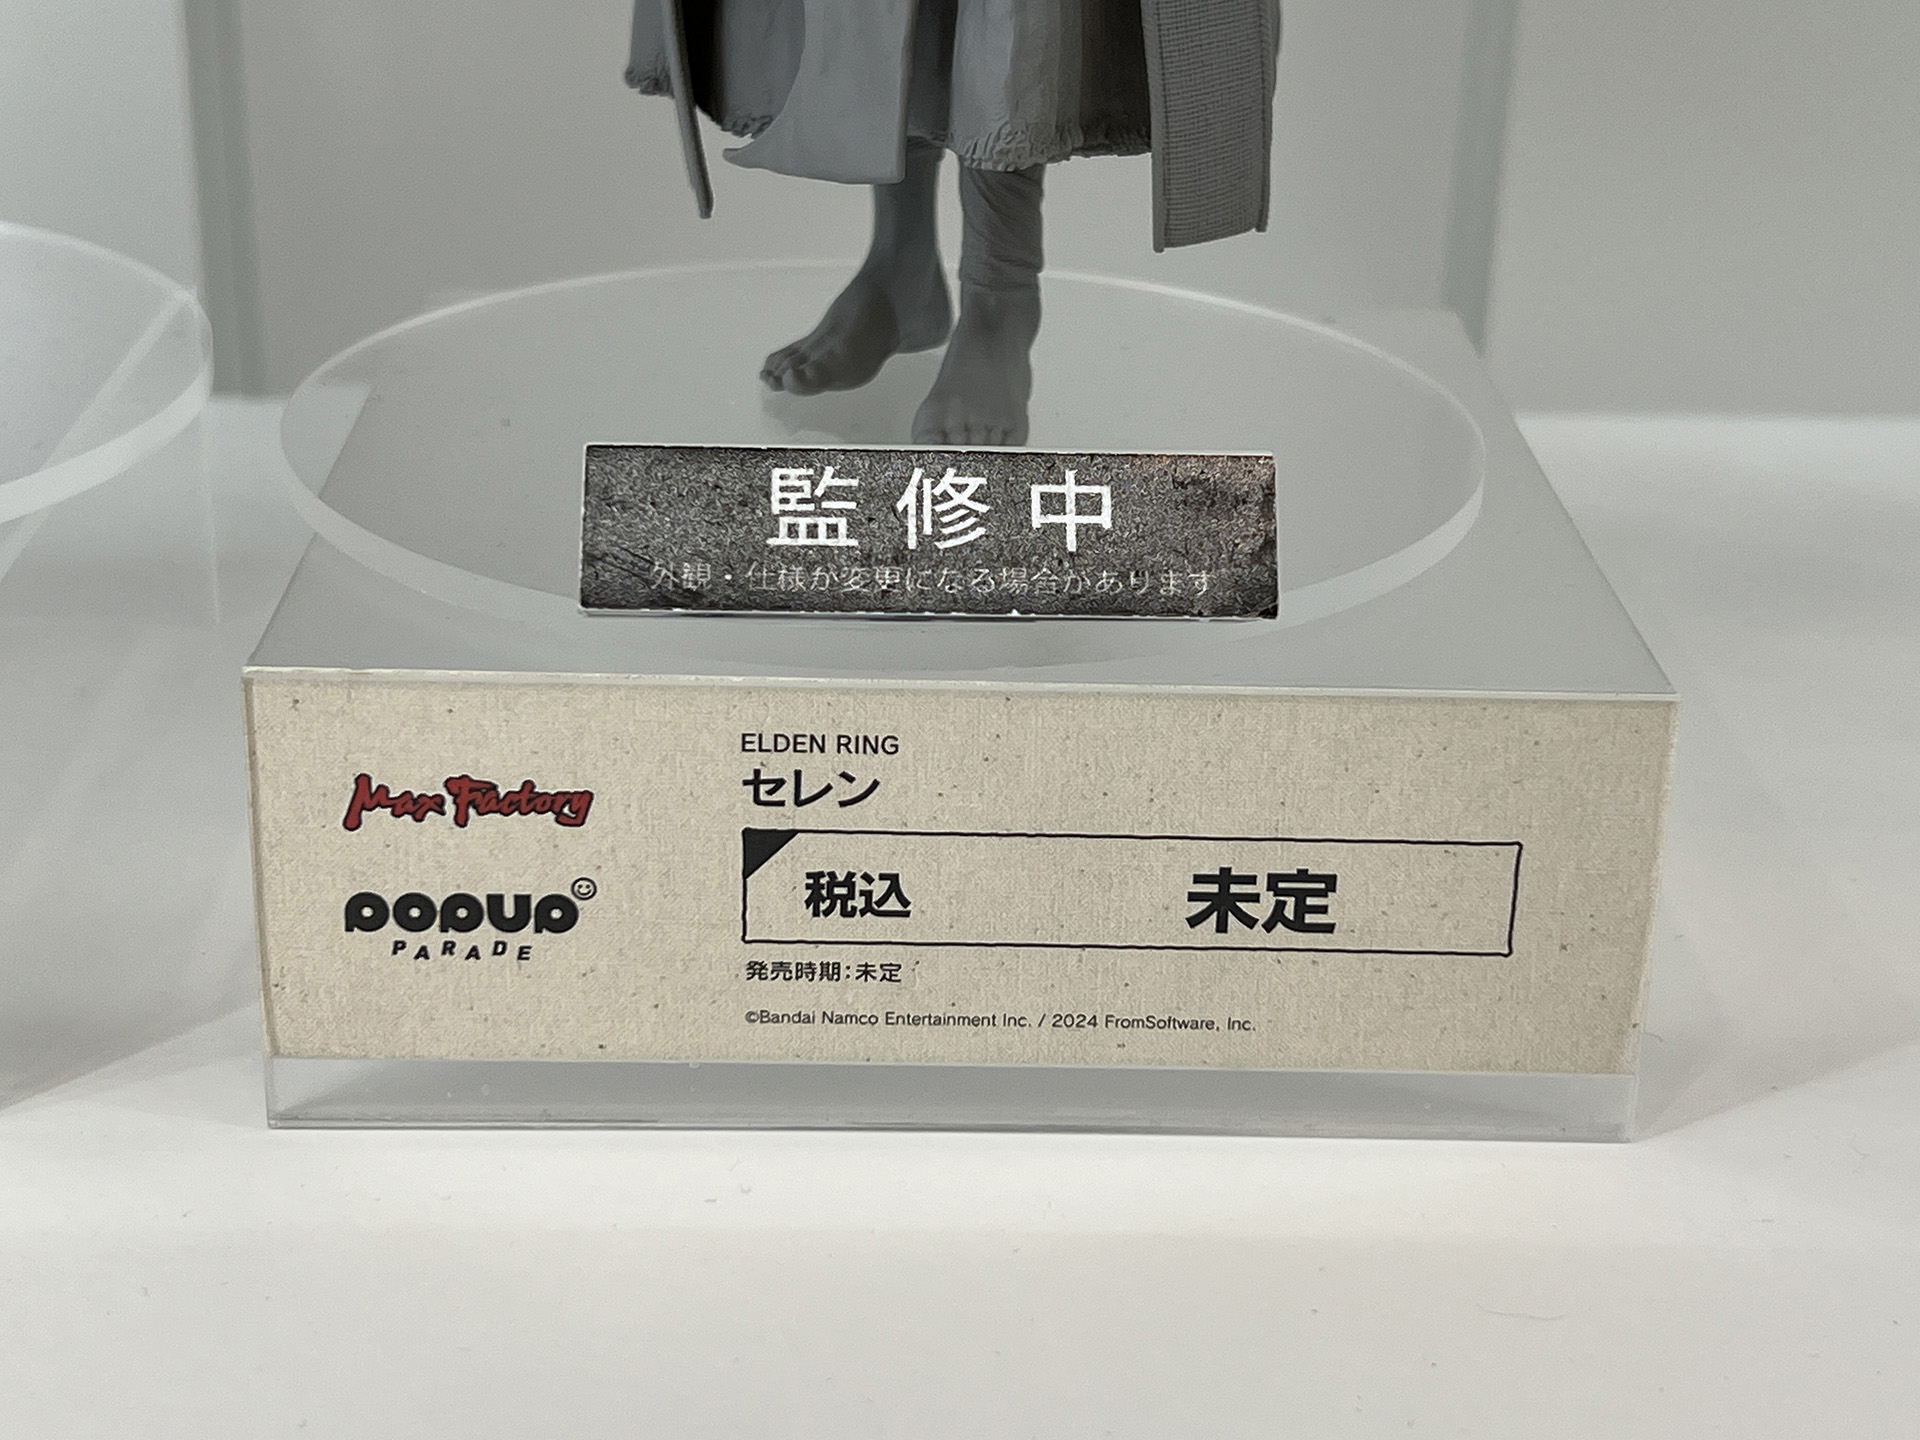 監修中
外観・仕様が変更になる場合があります
ELDEN RING
セレン
Max Factory
POPUP
PARADE
税込 未定
発売時期:未定
©Bandai Namco Entertainment Inc. / 2024 FromSoftware, Inc.